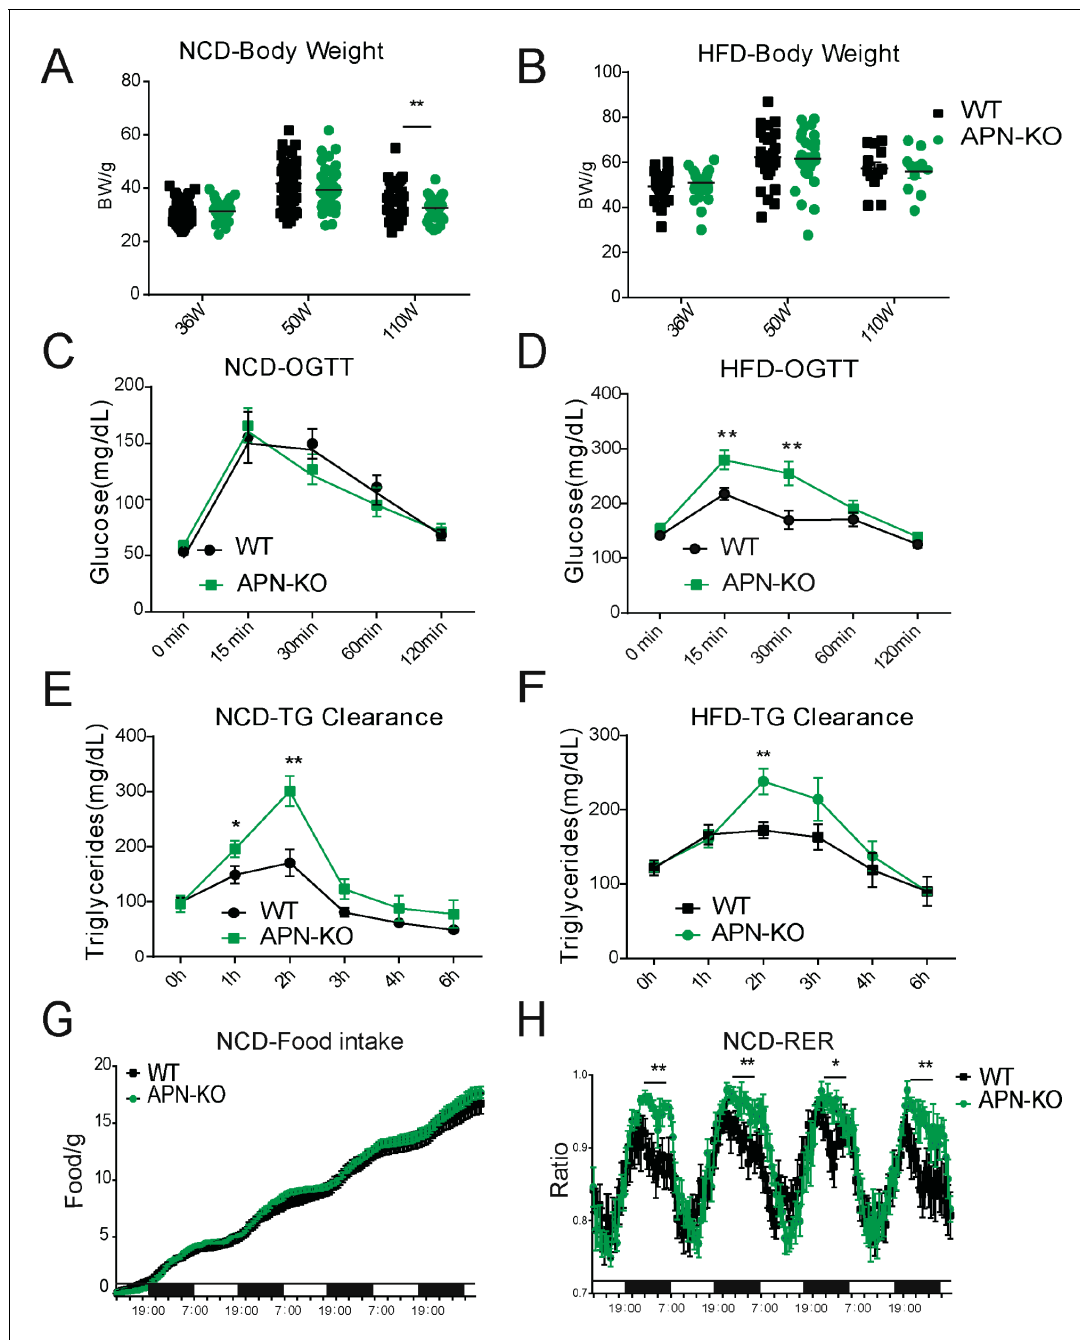 A
NCD-Body Weight
80
60
40
20
0
BW/g
**
36W
50W
110W
B
HFD-Body Weight
100
80
60
40
20
0
BW/g
WT
APN-KO
36W
50W
110W
C
NCD-OGTT
200
150
100
50
0
Glucose(mg/dL)
WT
APN-KO
0 min
15 min
30min
60min
120min
D
HFD-OGTT
400
300
200
100
0
Glucose(mg/dL)
**
**
WT
APN-KO
0 min
15 min
30min
60min
120min
E
NCD-TG Clearance
400
300
200
100
0
Triglycerides(mg/dL)
*
**
WT
APN-KO
0h
1h
2h
3h
4h
6h
F
HFD-TG Clearance
300
200
100
0
Triglycerides(mg/dL)
**
WT
APN-KO
0h
1h
2h
3h
4h
6h
G
NCD-Food intake
20
15
10
5
0
Food/g
WT
APN-KO
19:00
7:00
19:00
7:00
19:00
7:00
19:00
H
NCD-RER
1.0
0.9
0.8
0.7
Ratio
**
**
*
**
WT
APN-KO
19:00
7:00
19:00
7:00
19:00
7:00
19:00